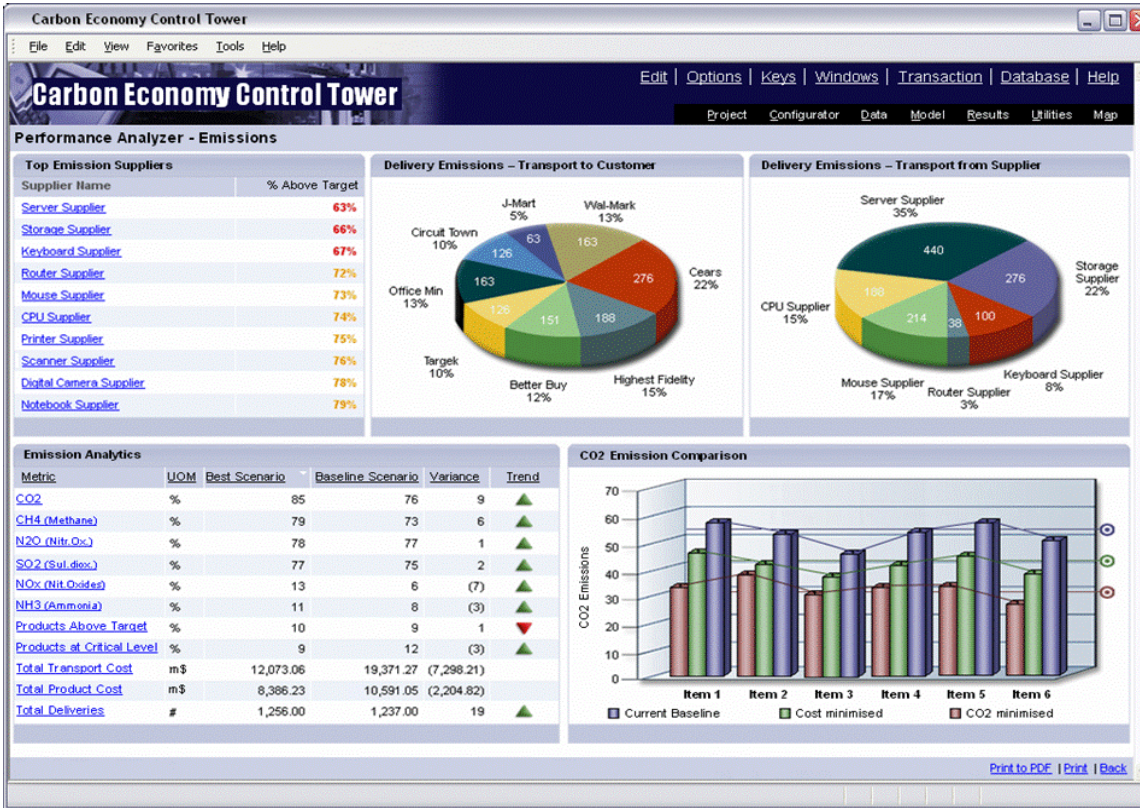 Carbon Economy Control Tower
File Edit View Favorites Tools Help
Edit | Options | Keys | Windows | Transaction | Database | Help
Carbon Economy Control Tower
Project Configurator Data Model Results Utilities Map
Performance Analyzer - Emissions
Top Emission Suppliers
Supplier Name % Above Target
Server Supplier 63%
Storage Supplier 66%
Keyboard Supplier 67%
Router Supplier 72%
Mouse Supplier 73%
CPU Supplier 74%
Printer Supplier 75%
Scanner Supplier 76%
Digital Camera Supplier 78%
Notebook Supplier 79%
Delivery Emissions – Transport to Customer
J-Mart
5%
Wal-Mark
13%
Circuit Town
10%
63
163
126
Cears
22%
276
Office Min
13%
163
126
151
188
Targek
10%
Better Buy
12%
Highest Fidelity
15%
Delivery Emissions – Transport from Supplier
Server Supplier
35%
440
Storage
Supplier
22%
276
CPU Supplier
15%
188
214
38
100
Mouse Supplier
17%
Router Supplier
3%
Keyboard Supplier
8%
Emission Analytics
Metric UOM Best Scenario Baseline Scenario Variance Trend
CO2 % 85 76 9
CH4 (Methane) % 79 73 6
N2O (Nitr.Ox.) % 78 77 1
SO2 (Sul.diox.) % 77 75 2
NOx (Nit.Oxides) % 13 6 (7)
NH3 (Ammonia) % 11 8 (3)
Products Above Target % 10 9 1
Products at Critical Level % 9 12 (3)
Total Transport Cost m$ 12,073.06 19,371.27 (7,298.21)
Total Product Cost m$ 8,386.23 10,591.05 (2,204.82)
Total Deliveries # 1,256.00 1,237.00 19
CO2 Emission Comparison
CO2 Emissions
70
60
50
40
30
20
10
0
Item 1 Item 2 Item 3 Item 4 Item 5 Item 6
Current Baseline Cost minimised CO2 minimised
Print to PDF | Print | Back